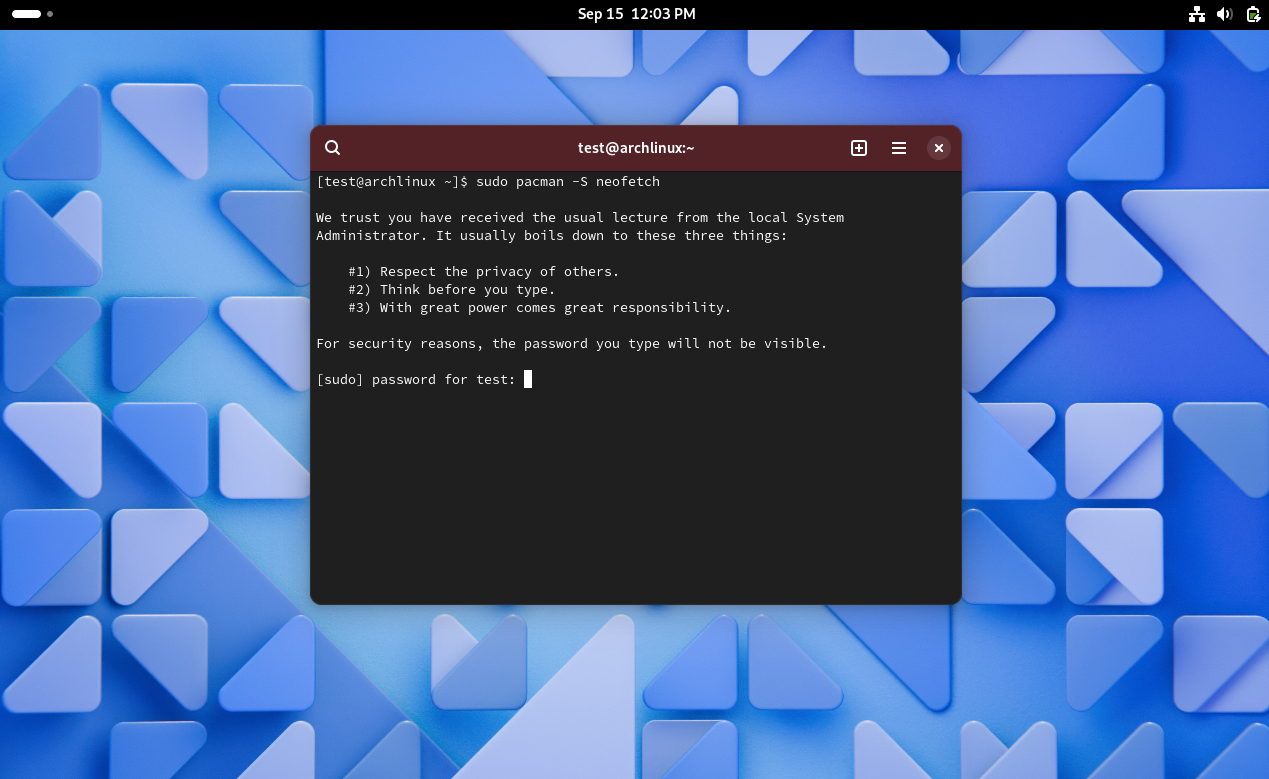 Sep 15 12:03 PM
test@archlinux:~
[test@archlinux ~]$ sudo pacman -S neofetch
We trust you have received the usual lecture from the local System
Administrator. It usually boils down to these three things:
#1) Respect the privacy of others.
#2) Think before you type.
#3) With great power comes great responsibility.
For security reasons, the password you type will not be visible.
[sudo] password for test: